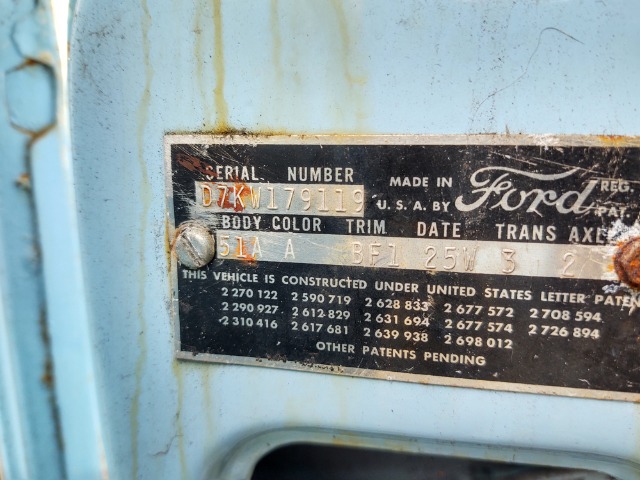 SERIAL NUMBER
D7KW179119
MADE IN
U.S.A. BY
Ford
REG.
PAT.
BODY COLOR TRIM DATE TRANS AXLE
51A A BF1 25W 3 2
THIS VEHICLE IS CONSTRUCTED UNDER UNITED STATES LETTER PATEN
2 270 122 2 590 719 2 628 833 2 677 572 2 708 594
2 290 927 2 612 829 2 631 694 2 677 574 2 726 894
2 310 416 2 617 681 2 639 938 2 698 012
OTHER PATENTS PENDING